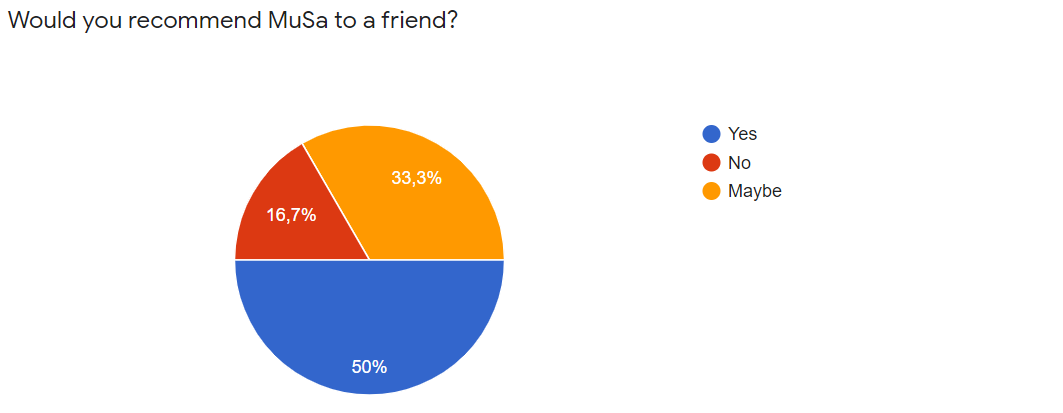 Would you recommend MuSa to a friend?
Yes
No
Maybe
33,3%
16,7%
50%